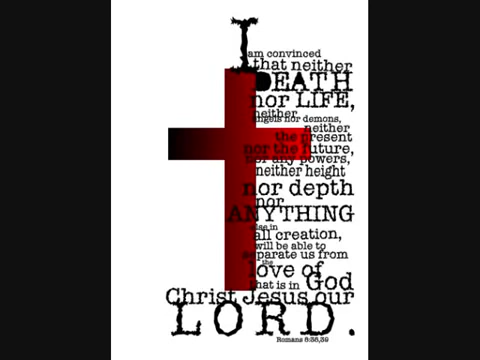 I
am convinced
that neither
DEATH
nor LIFE,
neither
angels nor demons,
neither
the present
nor the future,
nor any powers,
neither height
nor depth
nor
ANYTHING
else in
all creation,
will be able to
separate us from
the
love of
that is in God
Christ Jesus our
LORD.
Romans 8:38,39